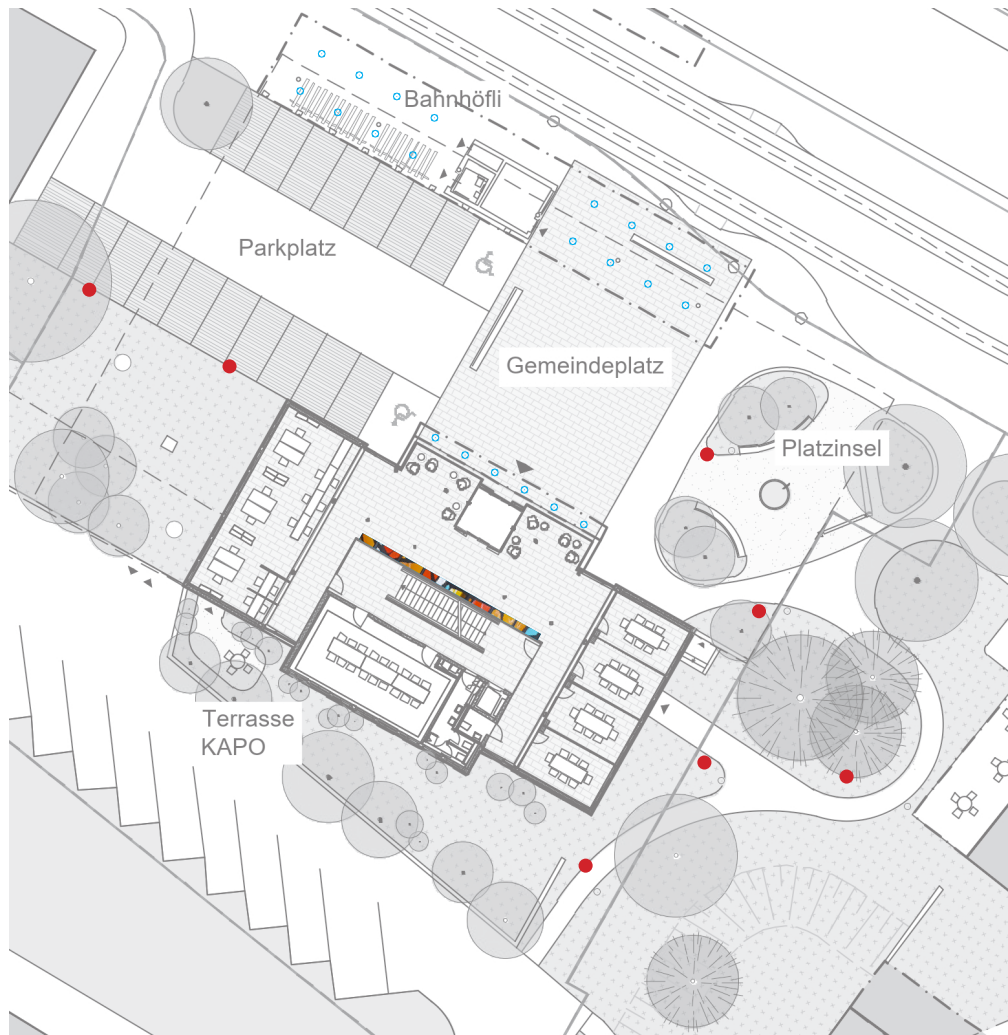 Bahnhöfli
Parkplatz
Gemeindeplatz
Platzinsel
Terrasse
KAPO